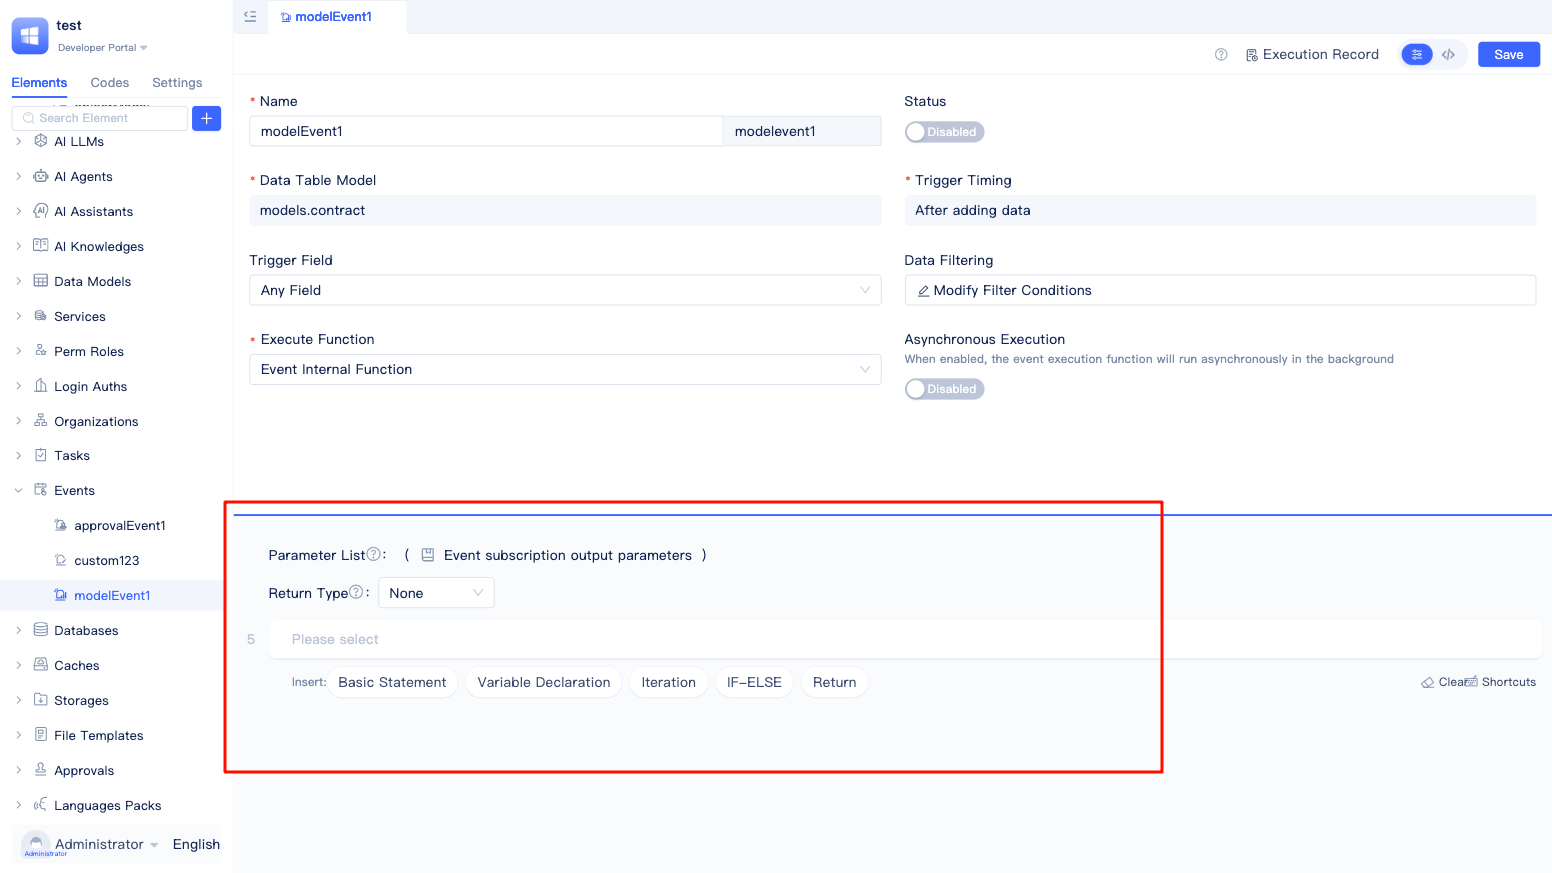 test
Developer Portal
Elements
Codes
Settings
Search Element
AI LLMs
AI Agents
AI Assistants
AI Knowledges
Data Models
Services
Perm Roles
Login Auths
Organizations
Tasks
Events
approvalEvent1
custom123
modelEvent1
Databases
Caches
Storages
File Templates
Approvals
Languages Packs
Administrator
Administrator
English
modelEvent1
Execution Record
Save
* Name
modelEvent1
modelevent1
Status
Disabled
* Data Table Model
models.contract
* Trigger Timing
After adding data
Trigger Field
Any Field
Data Filtering
Modify Filter Conditions
* Execute Function
Event Internal Function
Asynchronous Execution
When enabled, the event execution function will run asynchronously in the background
Disabled
Parameter List : ( Event subscription output parameters )
Return Type : None
5 Please select
Insert: Basic Statement Variable Declaration Iteration IF-ELSE Return
Clear Shortcuts